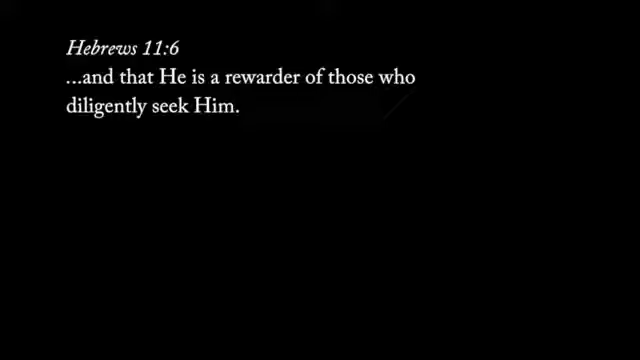 Hebrews 11:6
...and that He is a rewarder of those who
diligently seek Him.